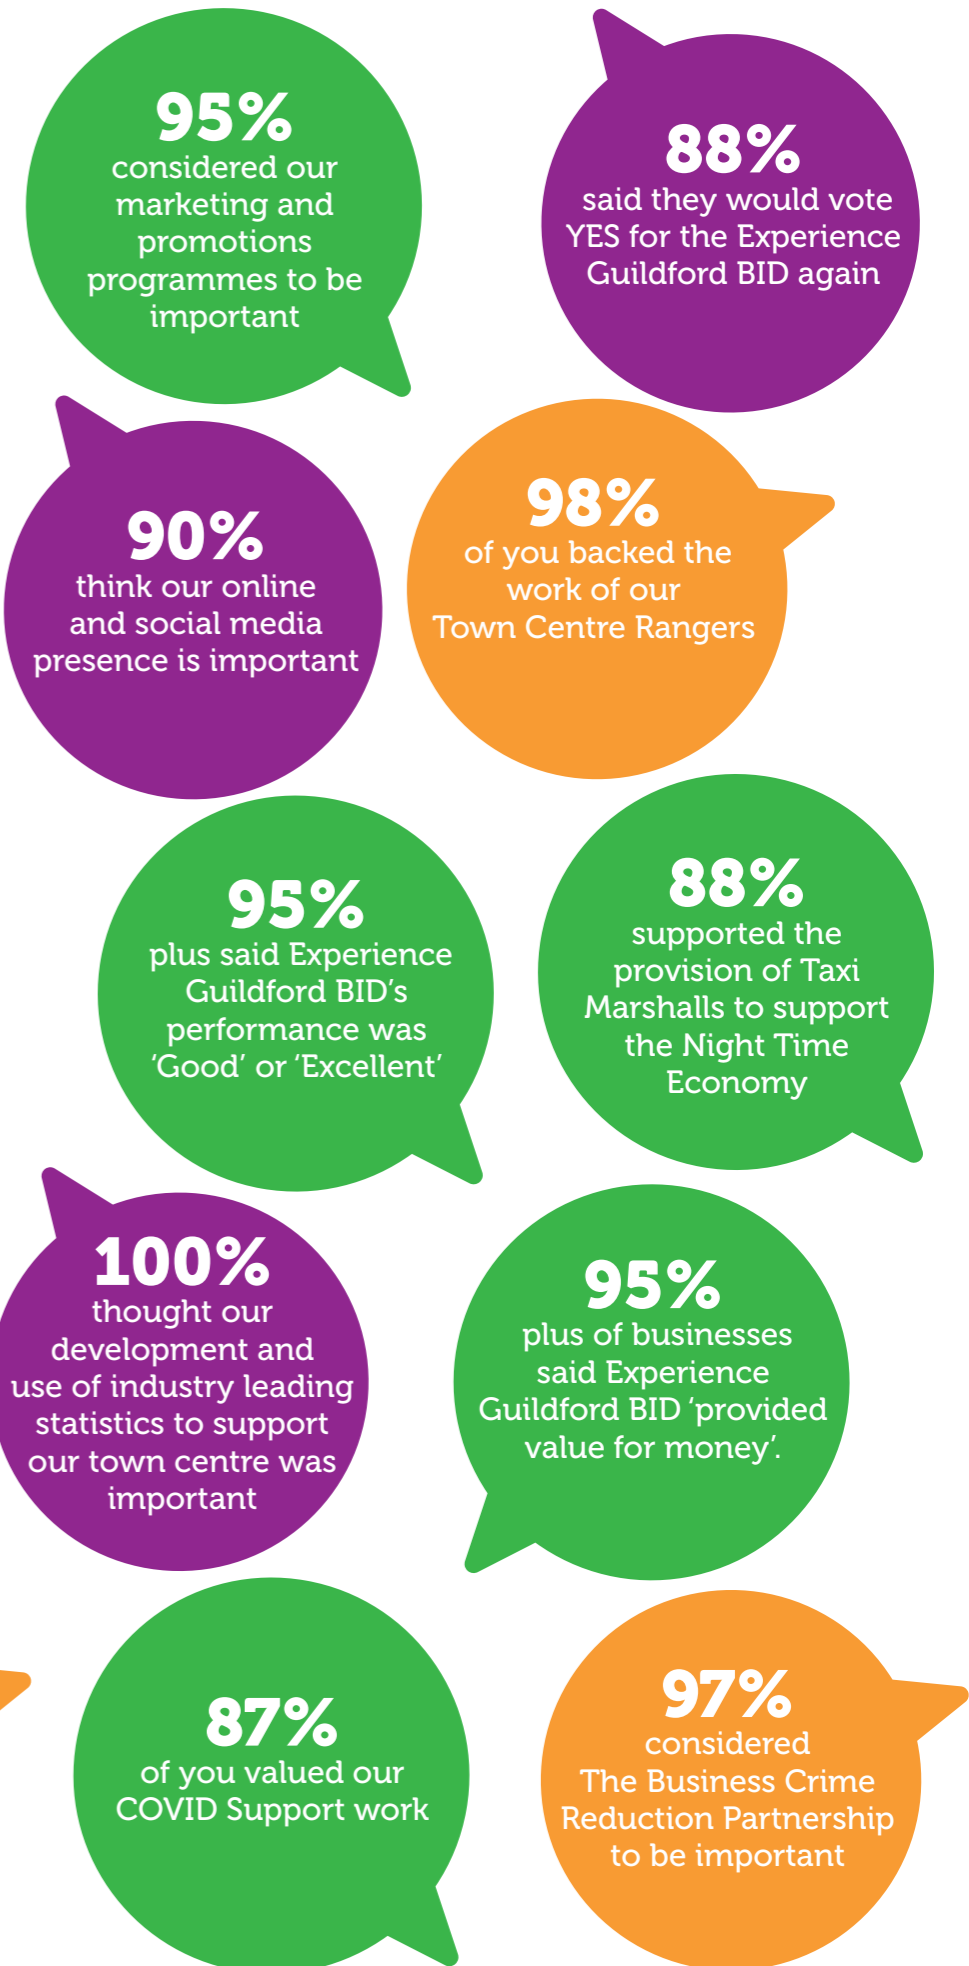 95%
considered our
marketing and
promotions
programmes to be
important
88%
said they would vote
YES for the Experience
Guildford BID again
90%
think our online
and social media
presence is important
98%
of you backed the
work of our
Town Centre Rangers
95%
plus said Experience
Guildford BID’s
performance was
‘Good’ or ‘Excellent’
88%
supported the
provision of Taxi
Marshalls to support
the Night Time
Economy
100%
thought our
development and
use of industry leading
statistics to support
our town centre was
important
95%
plus of businesses
said Experience
Guildford BID ‘provided
value for money’.
87%
of you valued our
COVID Support work
97%
considered
The Business Crime
Reduction Partnership
to be important